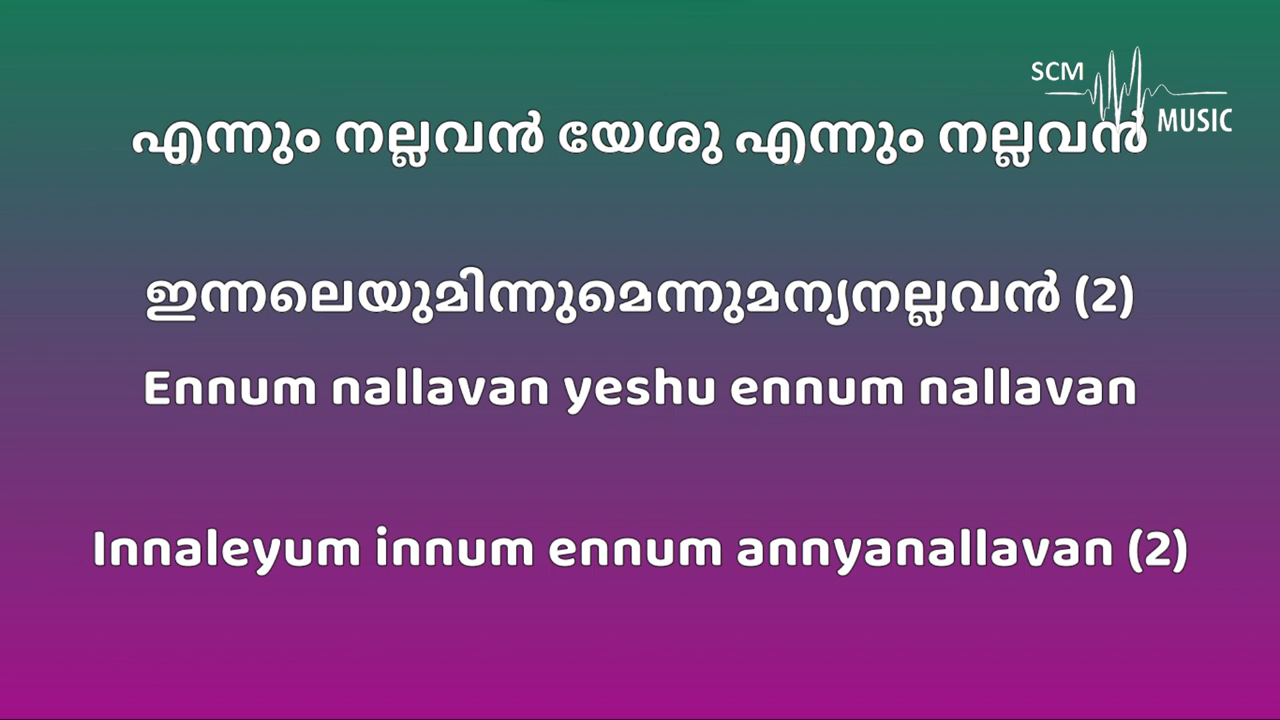 SCM
MUSIC
എന്നും നല്ലവൻ യേശു എന്നും നല്ലവൻ
ഇന്നലെയുമിന്നുമെന്നുമന്യനല്ലവൻ (2)
Ennum nallavan yeshu ennum nallavan
Innaleyum innum ennum annyanallavan (2)